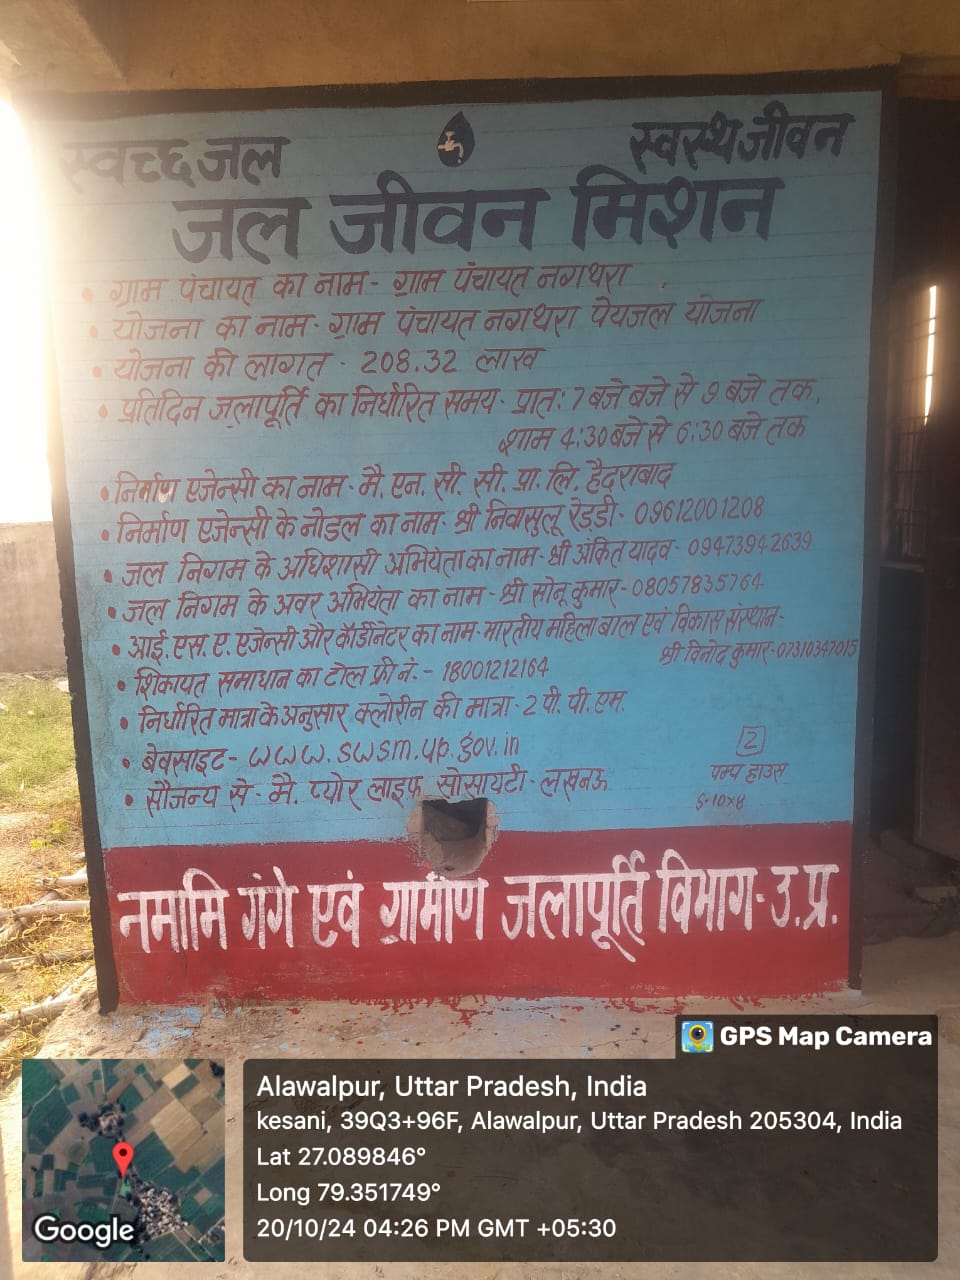 स्वच्छ जल
स्वस्थ जीवन
जल जीवन मिशन
• ग्राम पंचायत का नाम - ग्राम पंचायत नगथरा
• योजना का नाम - ग्राम पंचायत नगथरा पेयजल योजना
• योजना की लागत - 208.32 लाख
• प्रतिदिन जलापूर्ति का निर्धारित समय - प्रातः 7 बजे बजे से 9 बजे तक,
शाम 4:30 बजे से 6:30 बजे तक
• निर्माण एजेन्सी का नाम - मै. एन. सी. सी. प्रा. लि. हैदराबाद
• निर्माण एजेन्सी के नोडल का नाम - श्री निवासुलू रेड्डी - 09612001208
• जल निगम के अधिशासी अभियंता का नाम - श्री अंकित यादव - 09473942639
• जल निगम के अवर अभियंता का नाम - श्री सोनू कुमार - 08057835764
• आई. एस. ए. एजेन्सी और कॉर्डिनेटर का नाम - भारतीय महिला बाल एवं विकास संस्थान -
श्री विनोद कुमार - 07310347015
• शिकायत समाधान का टोल फ्री नं. - 18001212164
• निर्धारित मात्रा के अनुसार क्लोरीन की मात्रा - 2 पी. पी. एम.
• बेवसाइट - www.swsm.up.gov.in
• सौजन्य से - मै. प्योर लाइफ सोसायटी - लखनऊ
2
पम्प हाउस
5-10x8
नमामि गंगे एवं ग्रामीण जलापूर्ति विभाग - उ.प्र.
GPS Map Camera
Alawalpur, Uttar Pradesh, India
kesani, 39Q3+96F, Alawalpur, Uttar Pradesh 205304, India
Lat 27.089846°
Long 79.351749°
20/10/24 04:26 PM GMT +05:30
Google